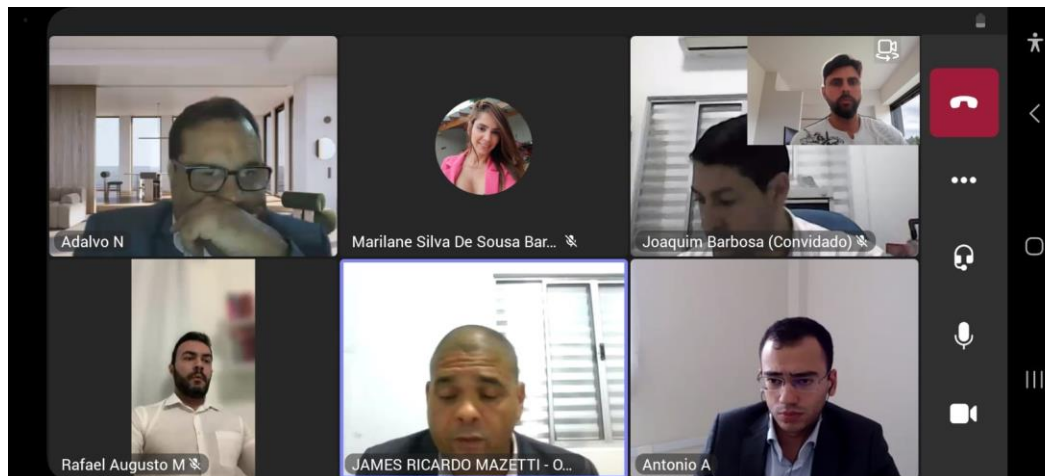 Adalvo N
Marilane Silva De Sousa Bar...
Joaquim Barbosa (Convidado)
Rafael Augusto M
JAMES RICARDO MAZETTI - O...
Antonio A